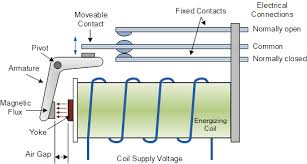 Electrical
Connections
Fixed Contacts
Moveable
Contact
Normally open
Common
Normally closed
Pivot
Armature
Magnetic
Flux
Yoke
Air Gap
Energizing
Coil
Coil Supply Voltage